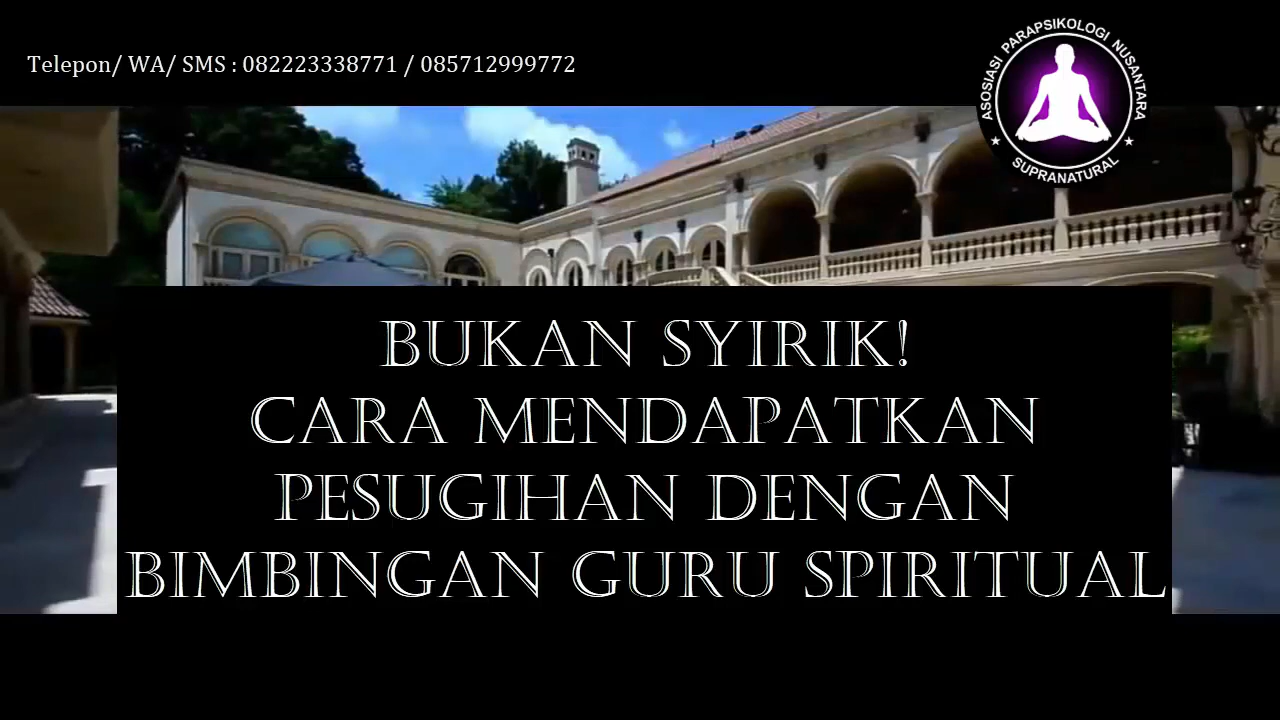 Telepon/ WA/ SMS : 082223338771 / 085712999772
ASOSIASI PARAPSIKOLOGI NUSANTARA
SUPRANATURAL
BUKAN SYIRIK!
CARA MENDAPATKAN
PESUGIHAN DENGAN
BIMBINGAN GURU SPIRITUAL